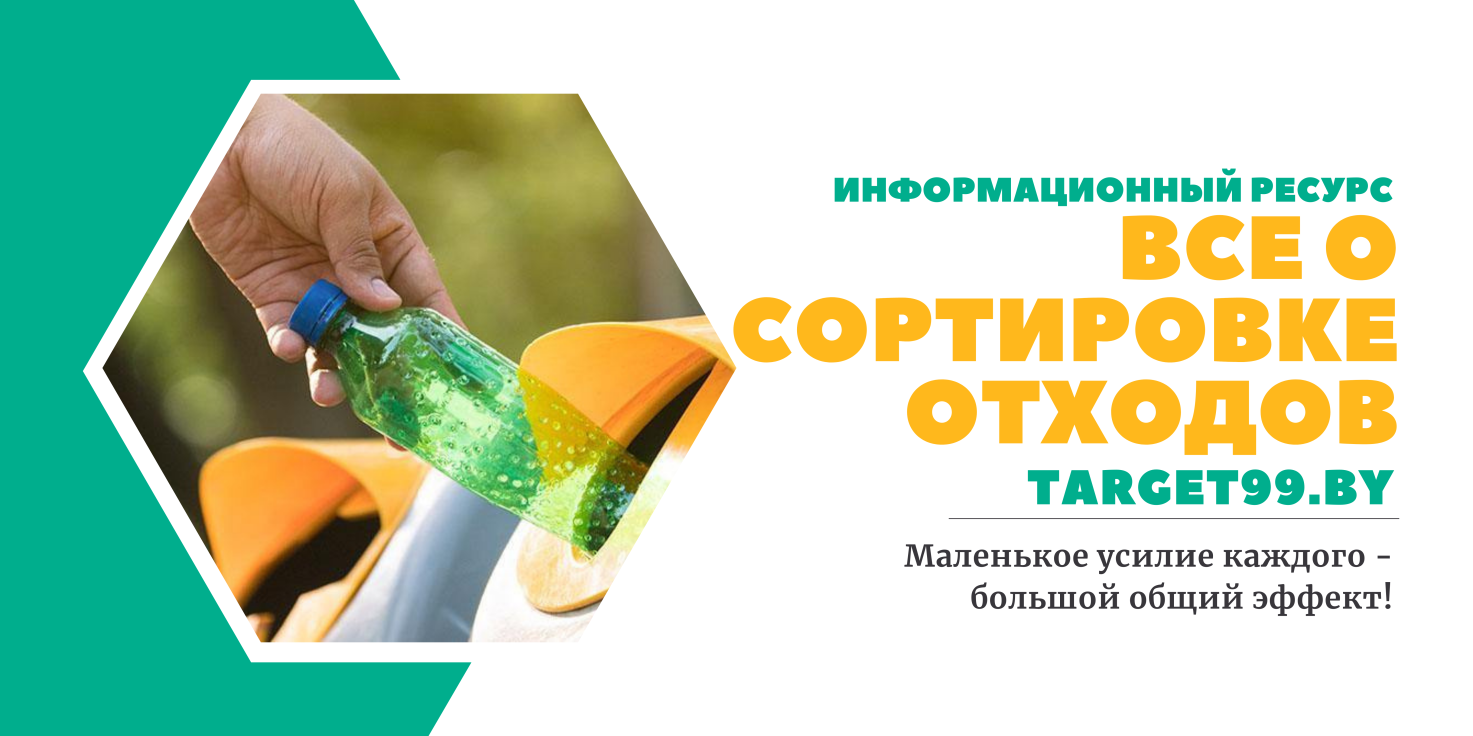 ИНФОРМАЦИОННЫЙ РЕСУРС
ВСЕ О
СОРТИРОВКЕ
ОТХОДОВ
TARGET99.BY
Маленькое усилие каждого -
большой общий эффект!